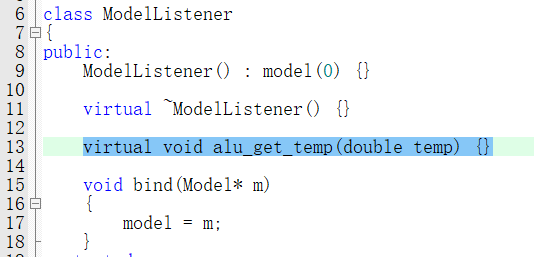 6 class ModelListener
7 {
8 public:
9 ModelListener() : model(0) {}
10
11 virtual ~ModelListener() {}
12
13 virtual void alu_get_temp(double temp) {}
14
15 void bind(Model* m)
16 {
17 model = m;
18 }